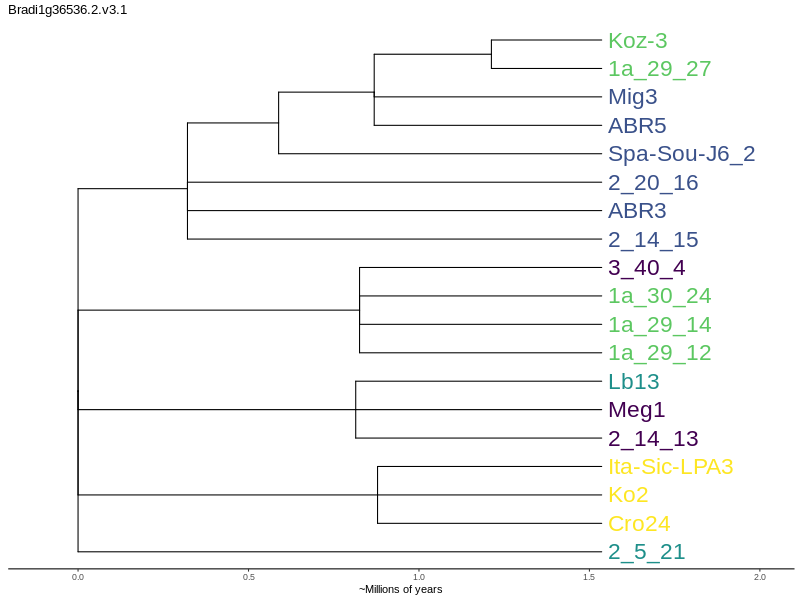 Bradi1g36536.2.v3.1
Koz-3
1a_29_27
Mig3
ABR5
Spa-Sou-J6_2
2_20_16
ABR3
2_14_15
3_40_4
1a_30_24
1a_29_14
1a_29_12
Lb13
Meg1
2_14_13
Ita-Sic-LPA3
Ko2
Cro24
2_5_21
0.0 0.5 1.0 1.5 2.0
~Millions of years